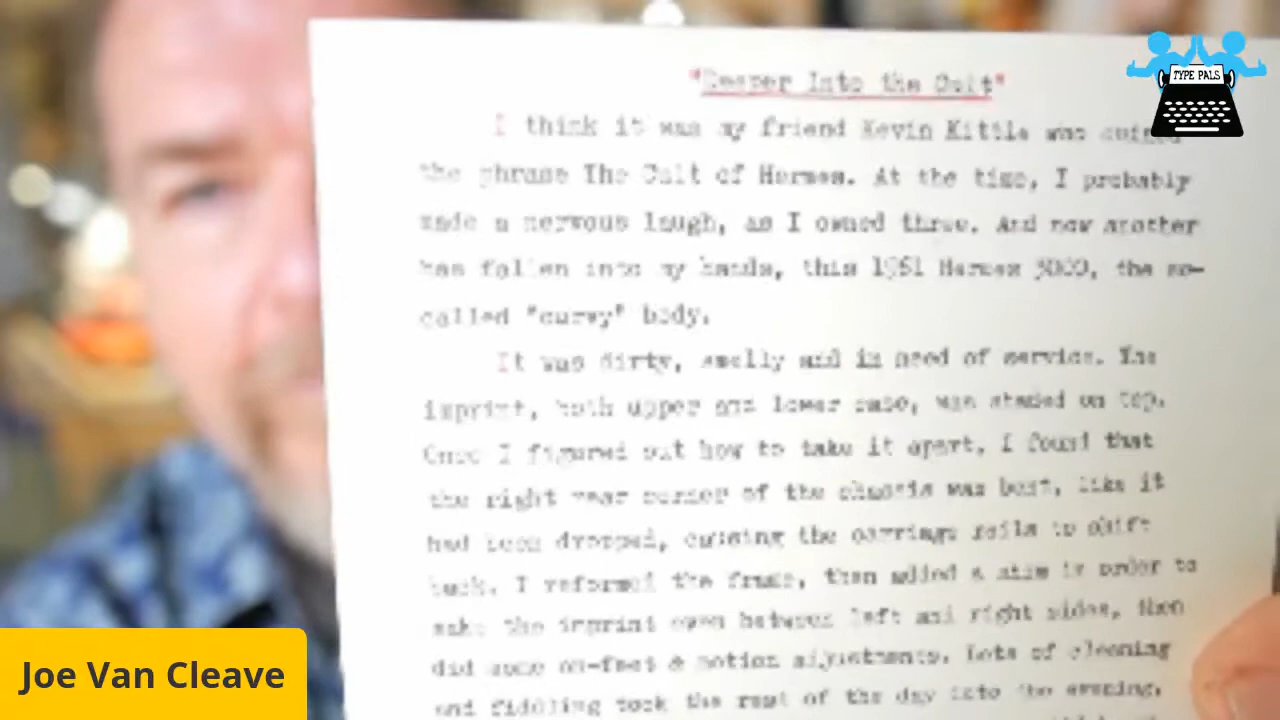 TYPE PALS
"Deeper Into the Cult"
I think it was my friend Kevin Kittle who coined
the phrase The Cult of Hermes. At the time, I probably
made a nervous laugh, as I owned three. And now another
has fallen into my hands, this 1961 Hermes 3000, the so-
called "curvy" body.
It was dirty, smelly and in need of service. The
imprint, both upper and lower case, was shaded on top.
Once I figured out how to take it apart, I found that
the right rear corner of the chassis was bent, like it
had been dropped, causing the carriage rails to shift
back. I reformed the frame, then added a shim in order to
make the imprint even between left and right sides, then
did some on-feet & motion adjustments. Lots of cleaning
and fiddling took the rest of the day into the evening.
Joe Van Cleave